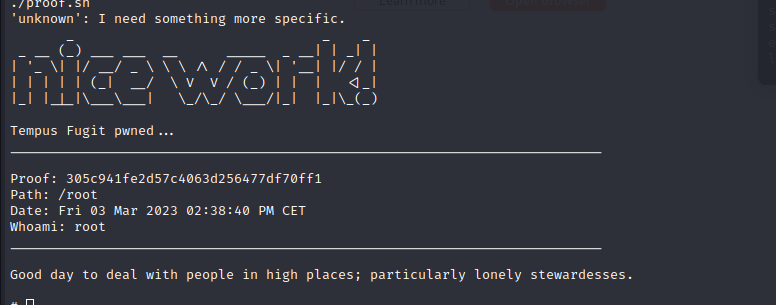 ./proof.sh
'unknown': I need something more specific.
nice work!
Tempus Fugit pwned...
Proof: 305c941fe2d57c4063d256477df70ff1
Path: /root
Date: Fri 03 Mar 2023 02:38:40 PM CET
Whoami: root
Good day to deal with people in high places; particularly lonely stewardesses.
#